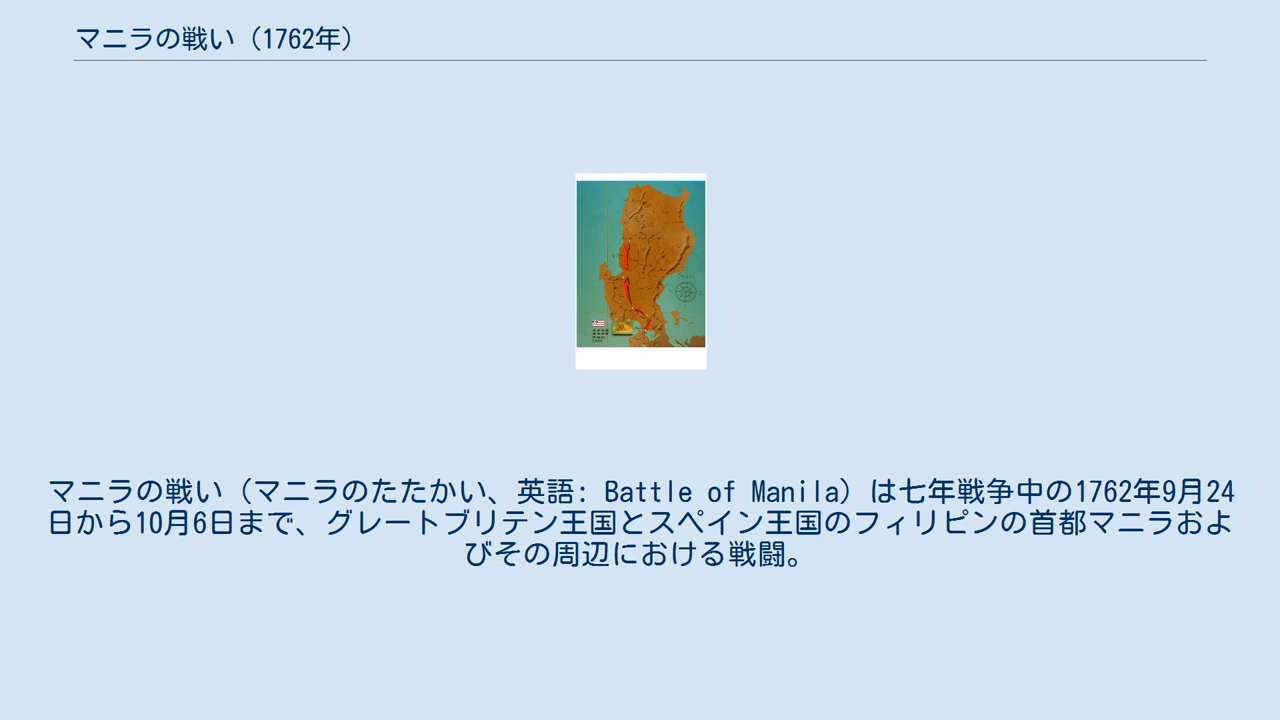 マニラの戦い（1762年）
マニラの戦い（マニラのたたかい、英語: Battle of Manila）は七年戦争中の1762年9月24
日から10月6日まで、グレートブリテン王国とスペイン王国のフィリピンの首都マニラおよ
びその周辺における戦闘。